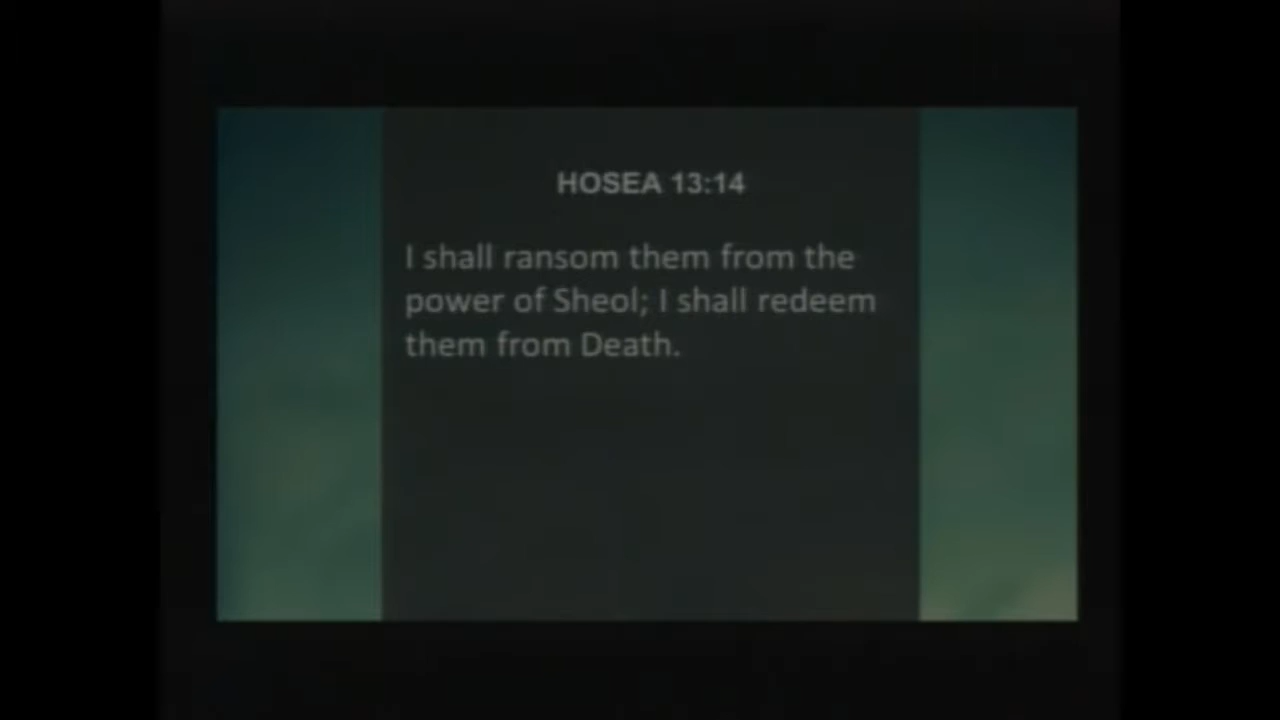 HOSEA 13:14
I shall ransom them from the
power of Sheol; I shall redeem
them from Death.